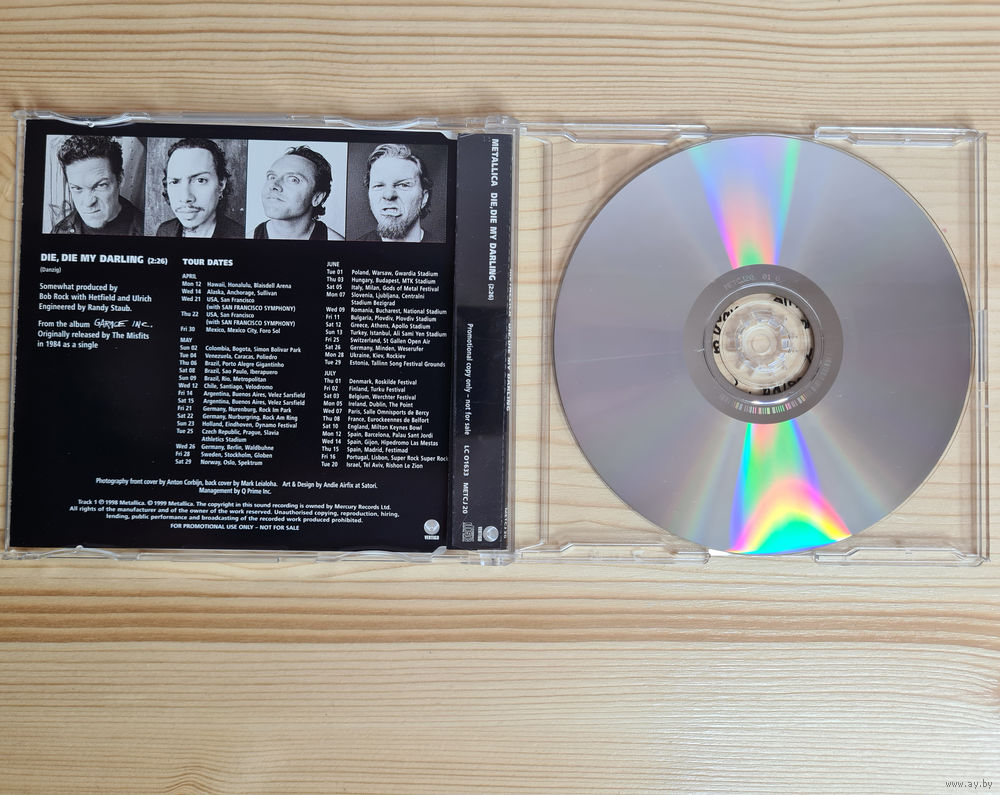 DIE, DIE MY DARLING (2:26)
(Danzig)
Somewhat produced by
Bob Rock with Hetfield and Ulrich
Engineered by Randy Staub.
From the album GARAGE INC.,
Originally released by The Misfits
in 1984 as a single
TOUR DATES
APRIL
Mon 12 Hawaii, Honalulu, Blaisdell Arena
Wed 14 Alaska, Anchorage, Sullivan
Wed 21 USA, San Francisco
(with SAN FRANCISCO SYMPHONY)
Thu 22 USA, San Francisco
(with SAN FRANCISCO SYMPHONY)
Fri 30 Mexico, Mexico City, Foro Sol
MAY
Sun 02 Colombia, Bogota, Simon Bolivar Park
Tue 04 Venezuela, Caracas, Poliedro
Thu 06 Brazil, Porto Alegre Gigantinho
Sat 08 Brazil, Sao Paulo, Iberapuero
Sun 09 Brazil, Rio, Metropolitan
Wed 12 Chile, Santiago, Velodromo
Fri 14 Argentina, Buenos Aires, Velez Sarsfield
Sat 15 Argentina, Buenos Aires, Velez Sarsfield
Fri 21 Germany, Nurenburg, Rock Im Park
Sat 22 Germany, Nurburgring, Rock Am Ring
Sun 23 Holland, Eindhoven, Dynamo Festival
Tue 25 Czech Republic, Prague, Slavia
Athletics Stadium
Wed 26 Germany, Berlin, Waldbuhne
Fri 28 Sweden, Stockholm, Globen
Sat 29 Norway, Oslo, Spektrum
JUNE
Tue 01 Poland, Warsaw, Gwardia Stadium
Thu 03 Hungary, Budapest, MTK Stadium
Sat 05 Italy, Milan, Gods of Metal Festival
Mon 07 Slovenia, Ljubljana, Centralni
Stadium Bezigrad
Wed 09 Romania, Bucharest, National Stadium
Fri 11 Bulgaria, Plovdiv, Plovdiv Stadium
Sat 12 Greece, Athens, Apollo Stadium
Sun 13 Turkey, Istanbul, Ali Sami Yen Stadium
Fri 25 Switzerland, St Gallen Open Air
Sat 26 Germany, Minden, Weserufer
Mon 28 Ukraine, Kiev, Rockiev
Tue 29 Estonia, Tallinn Song Festival Grounds
JULY
Thu 01 Denmark, Roskilde Festival
Fri 02 Finland, Turku Festival
Sat 03 Belgium, Werchter Festival
Mon 05 Ireland, Dublin, The Point
Wed 07 Paris, Salle Omnisports de Bercy
Thu 08 France, Eurockeennes de Belfort
Sat 10 England, Milton Keynes Bowl
Mon 12 Spain, Barcelona, Palau Sant Jordi
Wed 14 Spain, Gijon, Hipedromo Las Mestas
Thu 15 Spain, Madrid, Festimad
Fri 16 Portugal, Lisbon, Super Rock Super Rock
Tue 20 Israel, Tel Aviv, Rishon Le Zion
Photography front cover by Anton Corbijn, back cover by Mark Leialoha. Art & Design by Andie Airfix at Satori.
Management by Q Prime Inc.
Track 1 ℗ 1998 Metallica. © 1999 Metallica. The copyright in this sound recording is owned by Mercury Records Ltd.
All rights of the manufacturer and of the owner of the work reserved. Unauthorised copying, reproduction, hiring,
lending, public performance and broadcasting of the recorded work produced prohibited.
FOR PROMOTIONAL USE ONLY – NOT FOR SALE
VERTIGO
METALLICA DIE, DIE MY DARLING (2:26)
Promotional copy only – not for sale LC 01633 METCJ 20
VERTIGO
www.ay.by